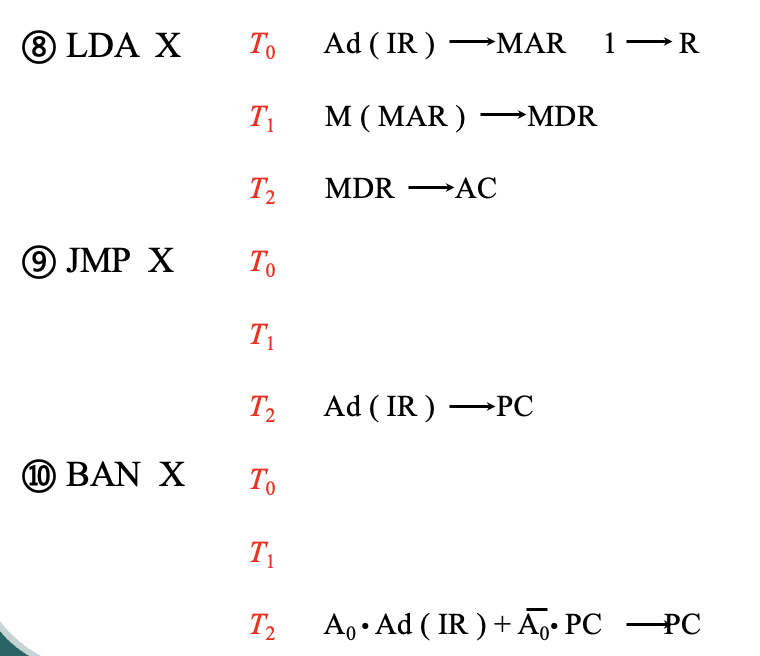 ⑧ LDA X T₀ Ad ( IR ) → MAR 1 → R
T₁ M ( MAR ) → MDR
T₂ MDR → AC
⑨ JMP X T₀
T₁
T₂ Ad ( IR ) → PC
⑩ BAN X T₀
T₁
T₂ A₀ • Ad ( IR ) + A̅₀ • PC → PC